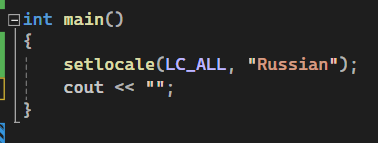 int main()
{
setlocale(LC_ALL, "Russian");
cout << "";
}